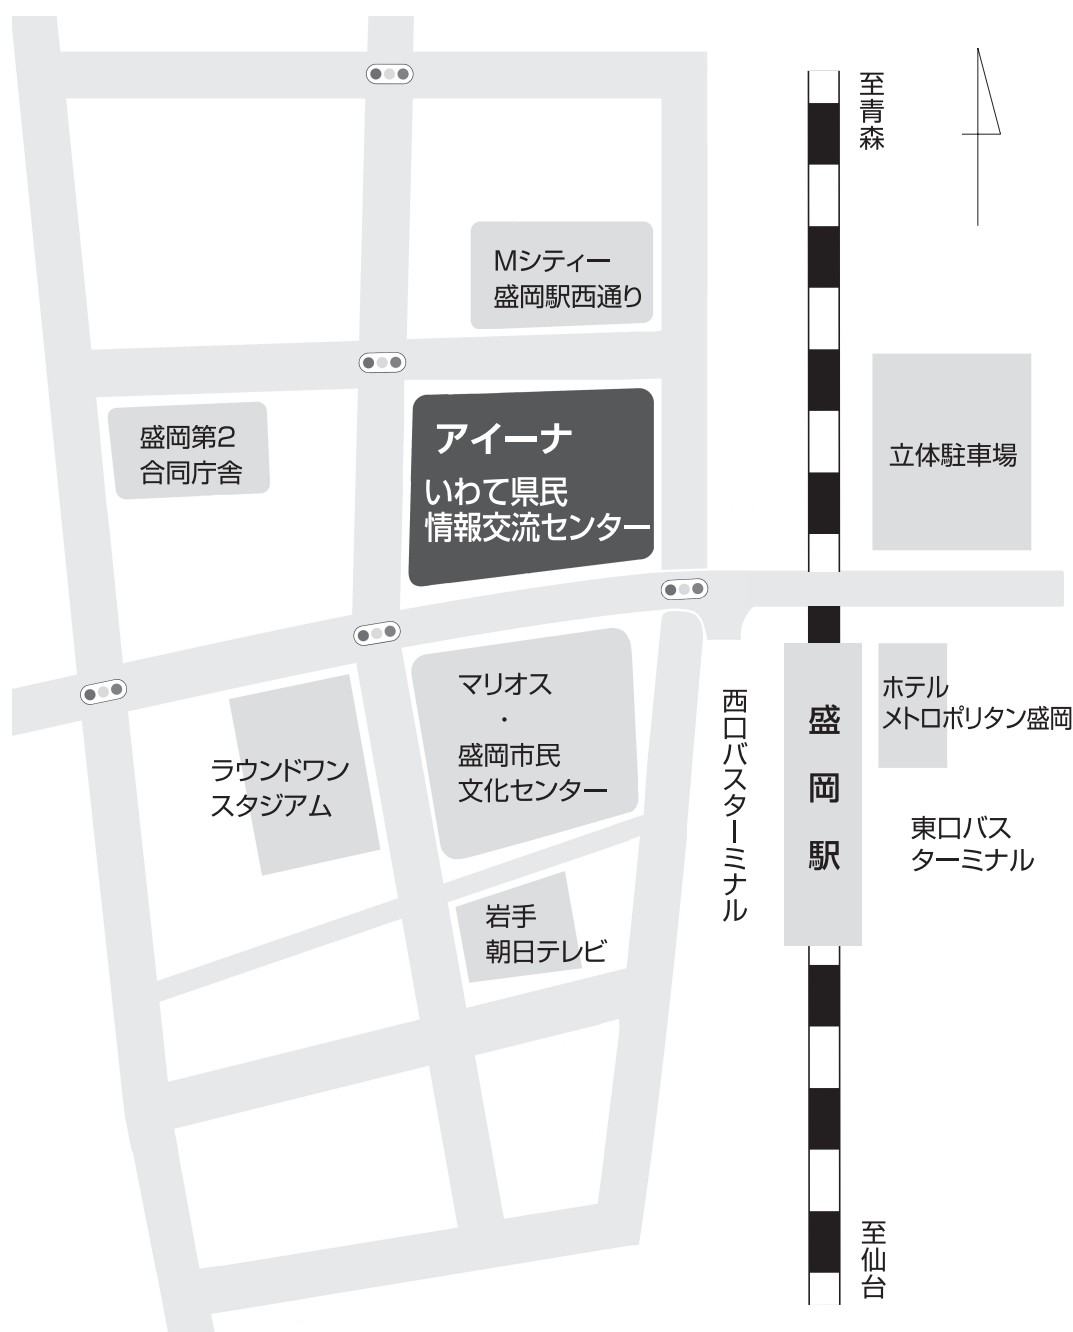 至青森
Mシティー
盛岡駅西通り
盛岡第2
合同庁舎
アイーナ
いわて県民
情報交流センター
立体駐車場
マリオス
・
盛岡市民
文化センター
ラウンドワン
スタジアム
西口バスターミナル
盛岡駅
ホテル
メトロポリタン盛岡
東口バス
ターミナル
岩手
朝日テレビ
至仙台